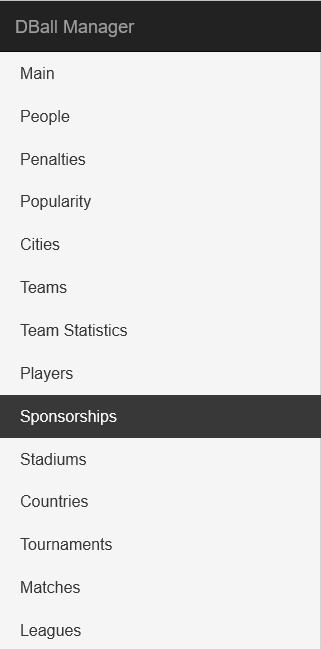 DBall Manager
Main
People
Penalties
Popularity
Cities
Teams
Team Statistics
Players
Sponsorships
Stadiums
Countries
Tournaments
Matches
Leagues